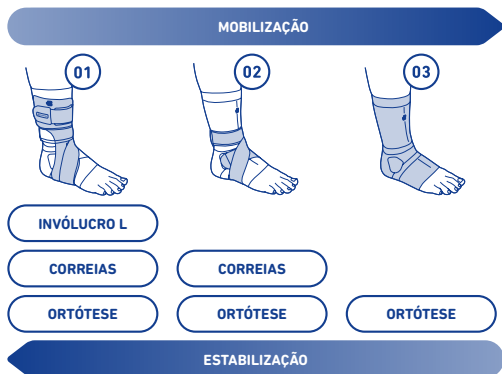 MOBILIZAÇÃO
01
02
03
INVÓLUCRO L
CORREIAS
CORREIAS
ORTÓTESE
ORTÓTESE
ORTÓTESE
ESTABILIZAÇÃO